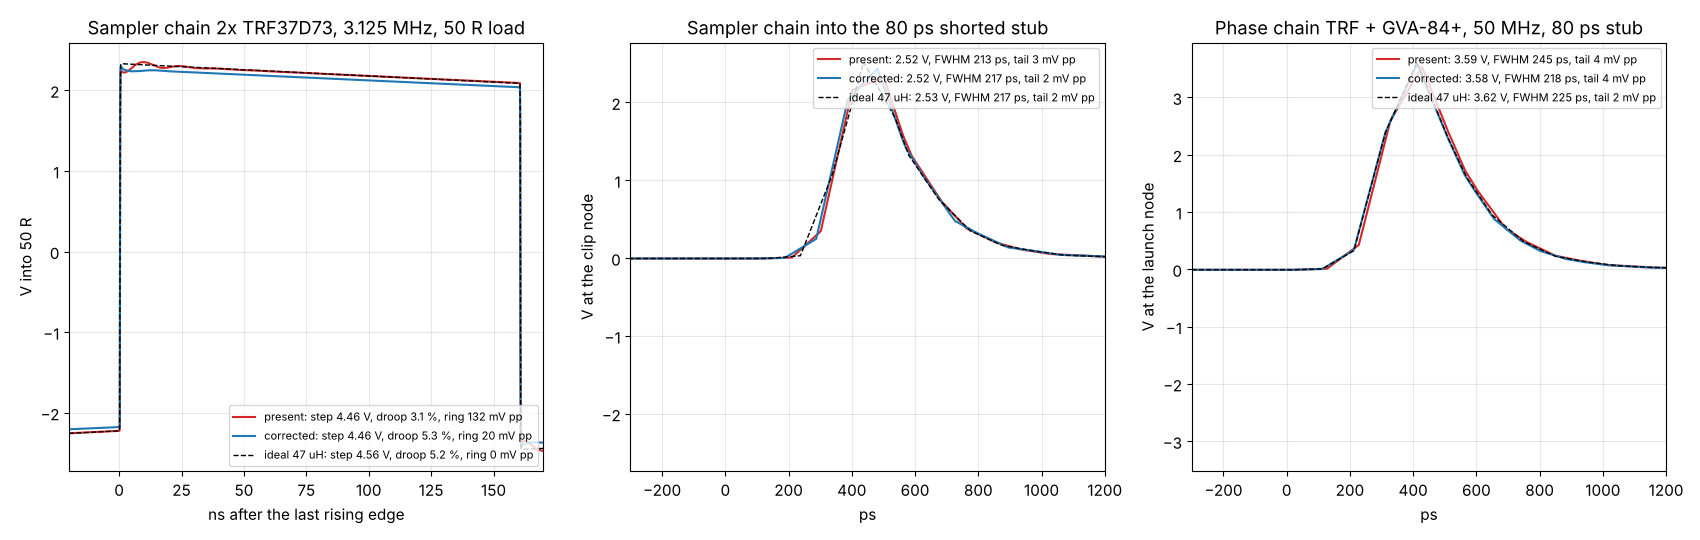 Sampler chain 2x TRF37D73, 3.125 MHz, 50 R load
V into 50 R
2
1
0
−1
−2
present: step 4.46 V, droop 3.1 %, ring 132 mV pp
corrected: step 4.46 V, droop 5.3 %, ring 20 mV pp
ideal 47 uH: step 4.56 V, droop 5.2 %, ring 0 mV pp
0 25 50 75 100 125 150
ns after the last rising edge
Sampler chain into the 80 ps shorted stub
V at the clip node
present: 2.52 V, FWHM 213 ps, tail 3 mV pp
corrected: 2.52 V, FWHM 217 ps, tail 2 mV pp
ideal 47 uH: 2.53 V, FWHM 217 ps, tail 2 mV pp
2
1
0
−1
−2
−200 0 200 400 600 800 1000 1200
ps
Phase chain TRF + GVA-84+, 50 MHz, 80 ps stub
V at the launch node
present: 3.59 V, FWHM 245 ps, tail 4 mV pp
corrected: 3.58 V, FWHM 218 ps, tail 4 mV pp
ideal 47 uH: 3.62 V, FWHM 225 ps, tail 2 mV pp
3
2
1
0
−1
−2
−3
−200 0 200 400 600 800 1000 1200
ps